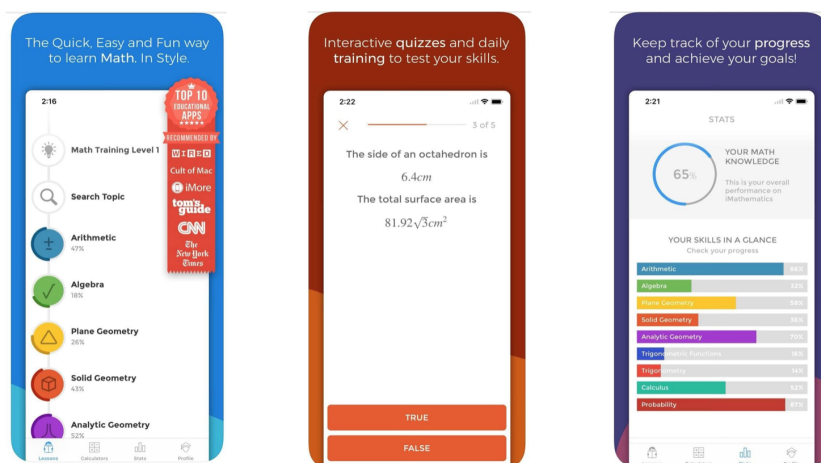 The Quick, Easy and Fun way
to learn Math. In Style.
2:16
TOP 10
EDUCATIONAL
APPS
RECOMMENDED BY
WIRED
Cult of Mac
iMore
tom's
guide
CNN
The
New York
Times
Math Training Level 1
Search Topic
Arithmetic
47%
Algebra
18%
Plane Geometry
26%
Solid Geometry
43%
Analytic Geometry
52%
Lessons Calculators Stats Profile
Interactive quizzes and daily
training to test your skills.
2:22
3 of 5
The side of an octahedron is
6.4cm
The total surface area is
81.92√3cm²
TRUE
FALSE
Keep track of your progress
and achieve your goals!
2:21
STATS
65%
YOUR MATH
KNOWLEDGE
This is your overall
performance on
iMathematics
YOUR SKILLS IN A GLANCE
Check your progress
Arithmetic
Algebra 32%
Plane Geometry
Solid Geometry
Analytic Geometry 70%
Trigonometric Functions
Trigonometry
Calculus 52%
Probability 87%
Stats